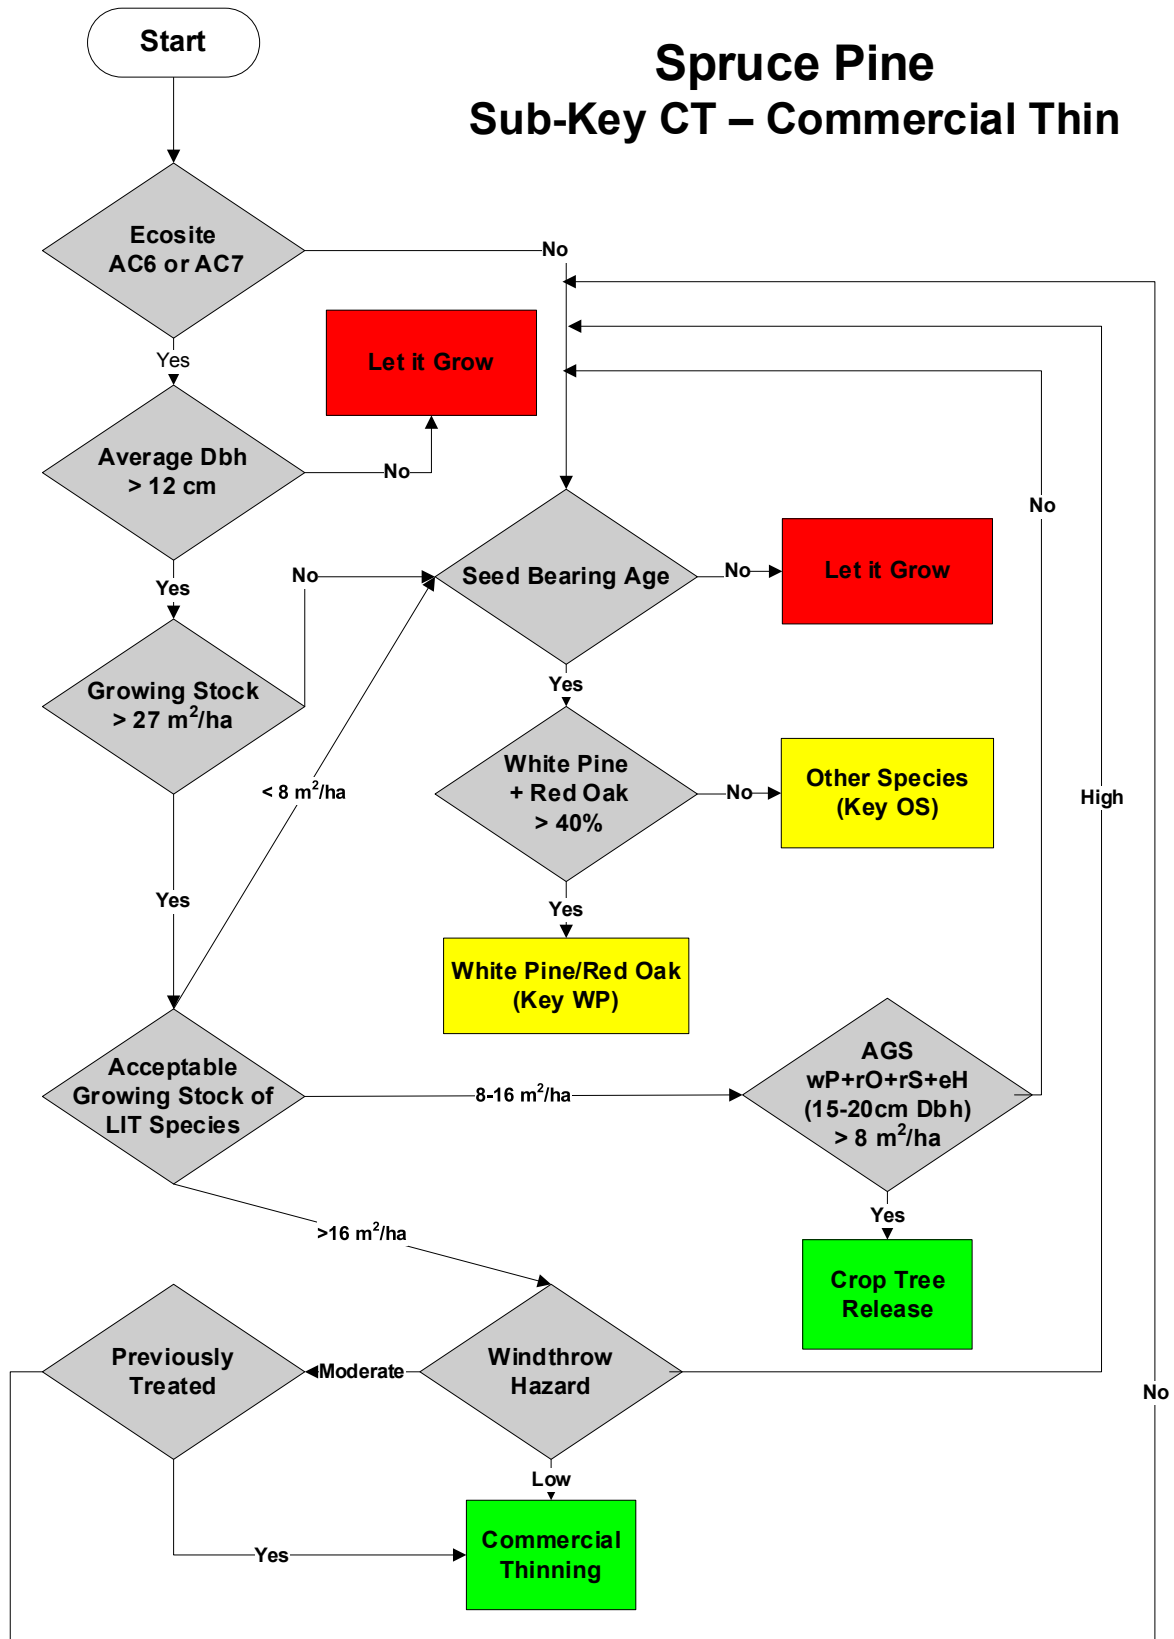 Start
Spruce Pine
Sub-Key CT – Commercial Thin
Ecosite
AC6 or AC7
No
Yes
Let it Grow
Average Dbh
> 12 cm
No
No
Yes
Seed Bearing Age
No
Let it Grow
No
Growing Stock
> 27 m²/ha
Yes
White Pine
+ Red Oak
> 40%
No
Other Species
(Key OS)
< 8 m²/ha
High
Yes
Yes
White Pine/Red Oak
(Key WP)
Acceptable
Growing Stock of
LIT Species
8-16 m²/ha
AGS
wP+rO+rS+eH
(15-20cm Dbh)
> 8 m²/ha
Yes
>16 m²/ha
Crop Tree
Release
Previously
Treated
Moderate
Windthrow
Hazard
No
Low
Commercial
Thinning
Yes